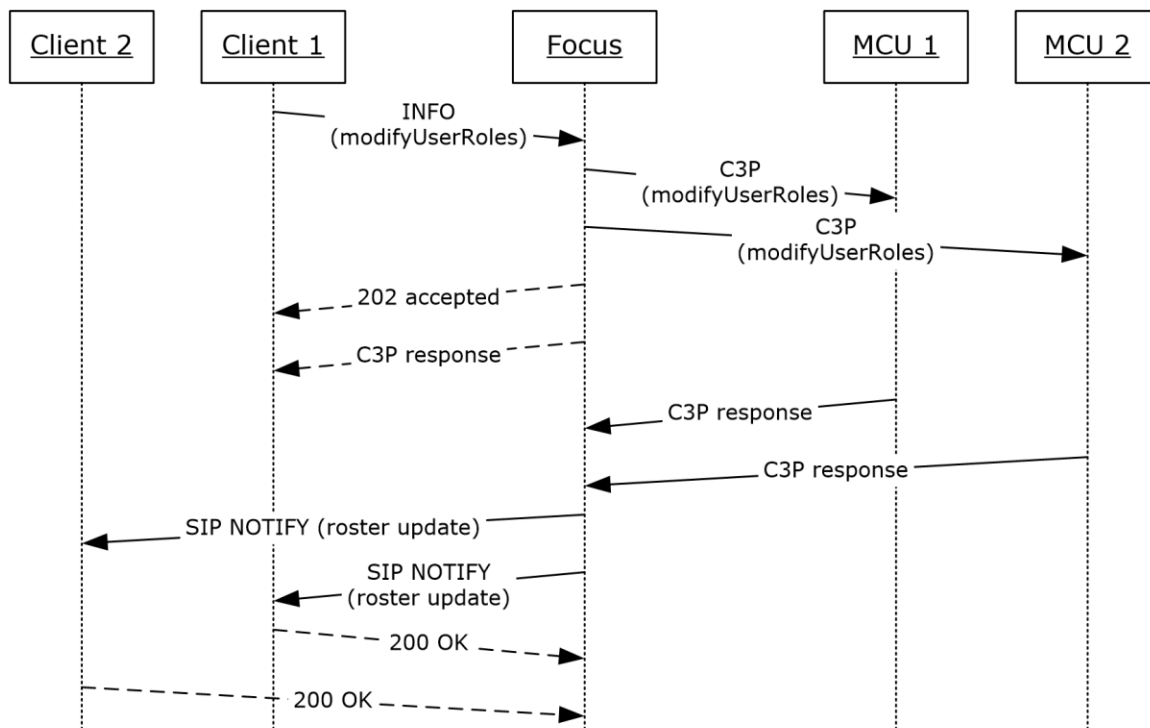 Client 2
Client 1
Focus
MCU 1
MCU 2
INFO
(modifyUserRoles)
C3P
(modifyUserRoles)
C3P
(modifyUserRoles)
202 accepted
C3P response
C3P response
C3P response
SIP NOTIFY (roster update)
SIP NOTIFY
(roster update)
200 OK
200 OK